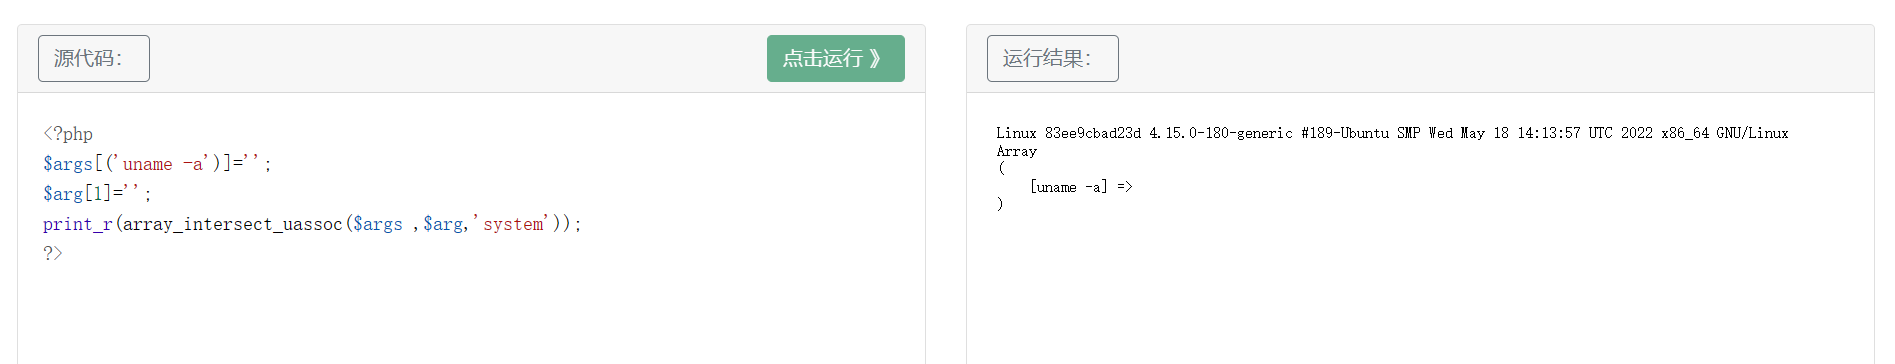 源代码：
点击运行 》
<?php
$args[('uname -a')]='';
$arg[1]='';
print_r(array_intersect_uassoc($args ,$arg,'system'));
?>
运行结果：
Linux 83ee9cbad23d 4.15.0-180-generic #189-Ubuntu SMP Wed May 18 14:13:57 UTC 2022 x86_64 GNU/Linux
Array
(
    [uname -a] =>
)